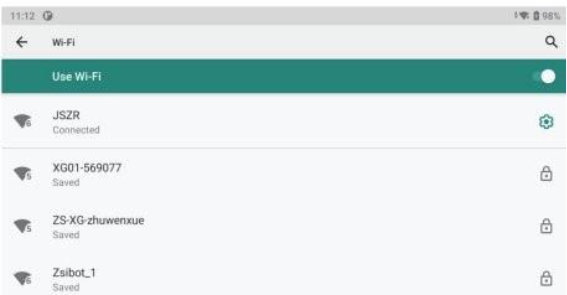 11:12 98%
Wi-Fi
Use Wi-Fi
JSZR
Connected
XG01-569077
Saved
ZS-XG-zhuwenxue
Saved
Zsibot_1
Saved